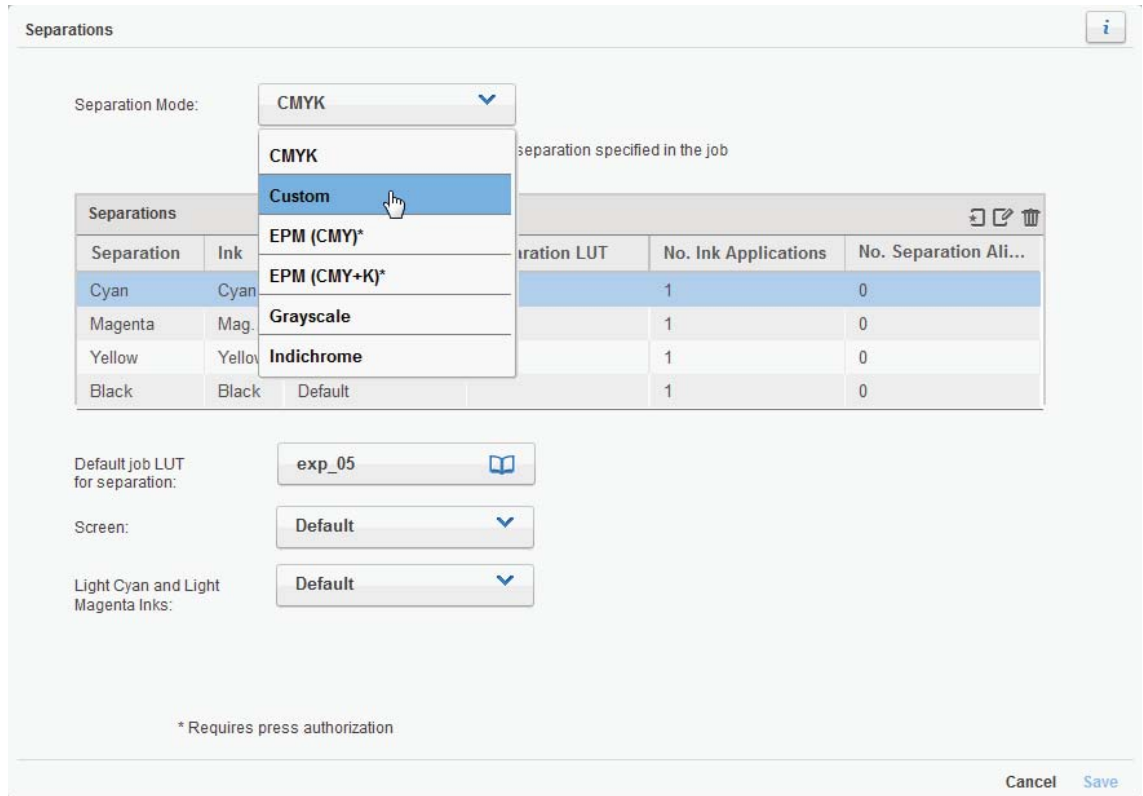 Separations
i
Separation Mode: CMYK
separation specified in the job
CMYK
Custom
EPM (CMY)*
EPM (CMY+K)*
Grayscale
Indichrome
Separations
Separation Ink LUT No. Ink Applications No. Separation Ali...
Cyan Cyan 1 0
Magenta Mag. 1 0
Yellow 1 0
Black Black Default 1 0
Default job LUT
for separation:
exp_05
Screen: Default
Light Cyan and Light
Magenta Inks:
Default
* Requires press authorization
Cancel Save